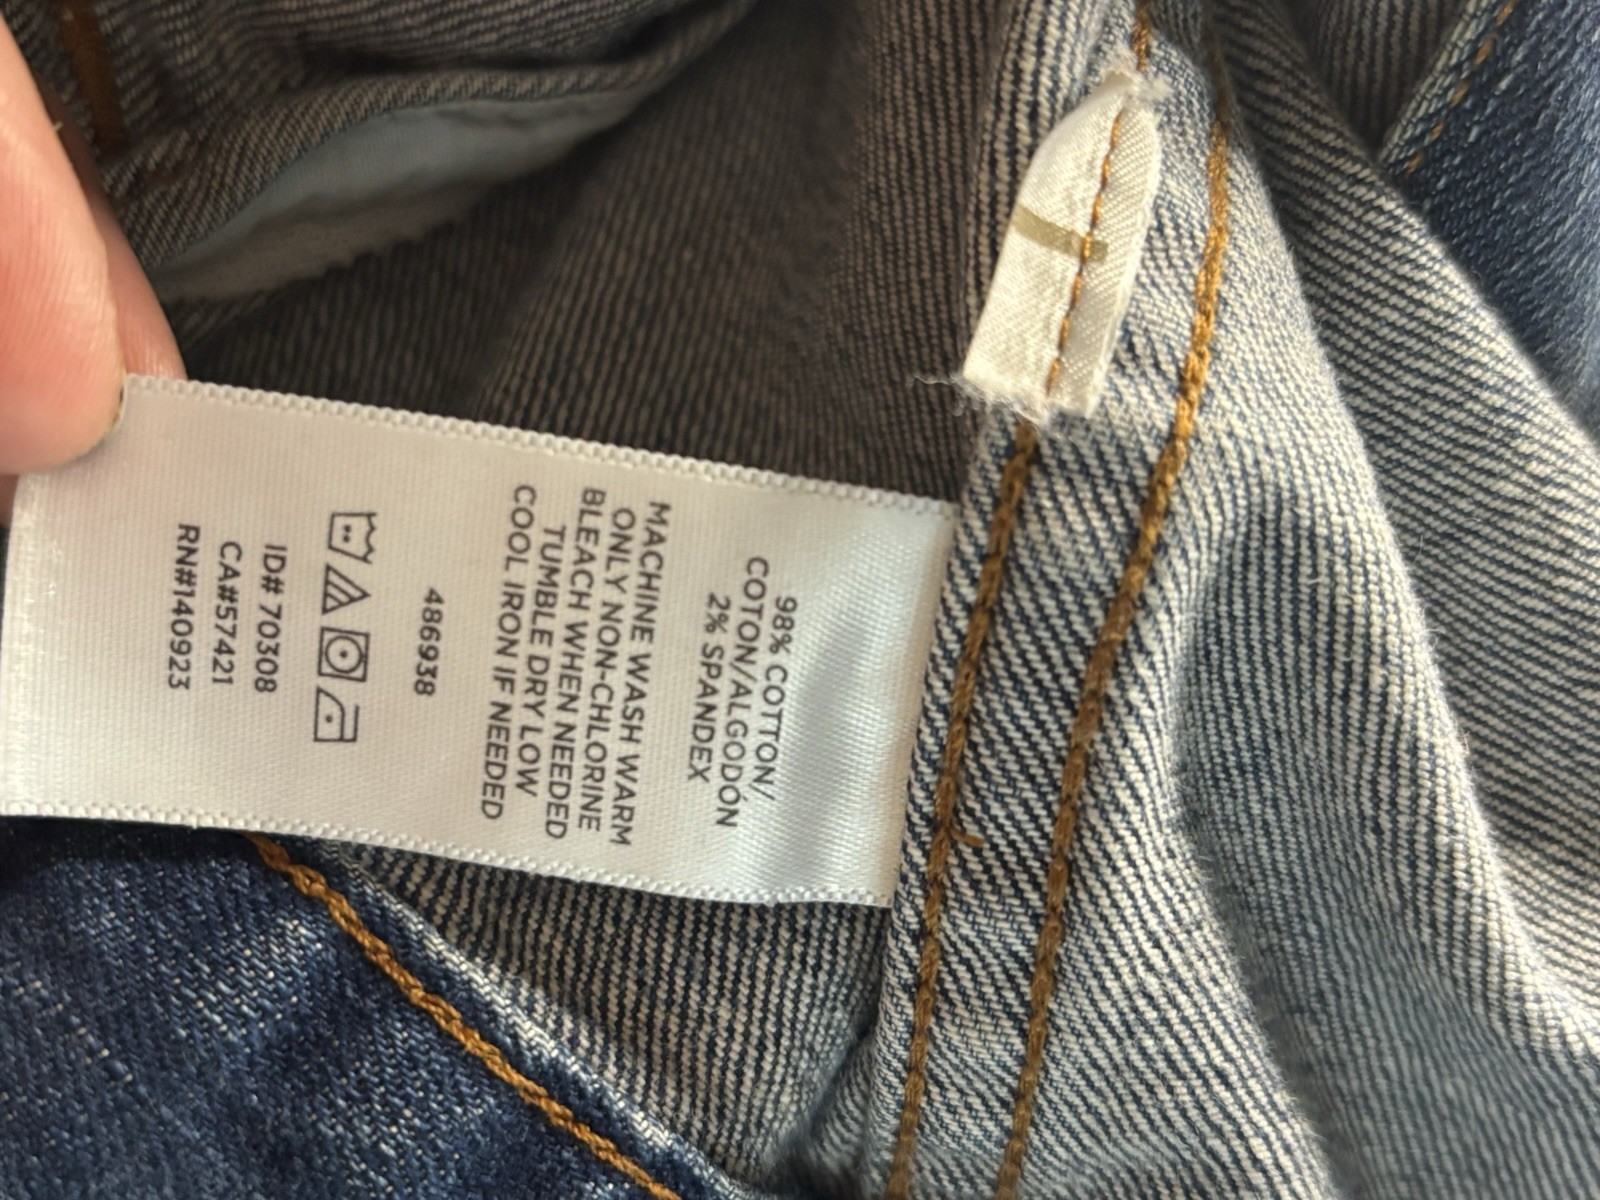 98% COTTON/
COTON/ALGODÓN
2% SPANDEX
MACHINE WASH WARM
ONLY NON-CHLORINE
BLEACH WHEN NEEDED
TUMBLE DRY LOW
COOL IRON IF NEEDED
486938
ID# 70308
CA#57421
RN#140923